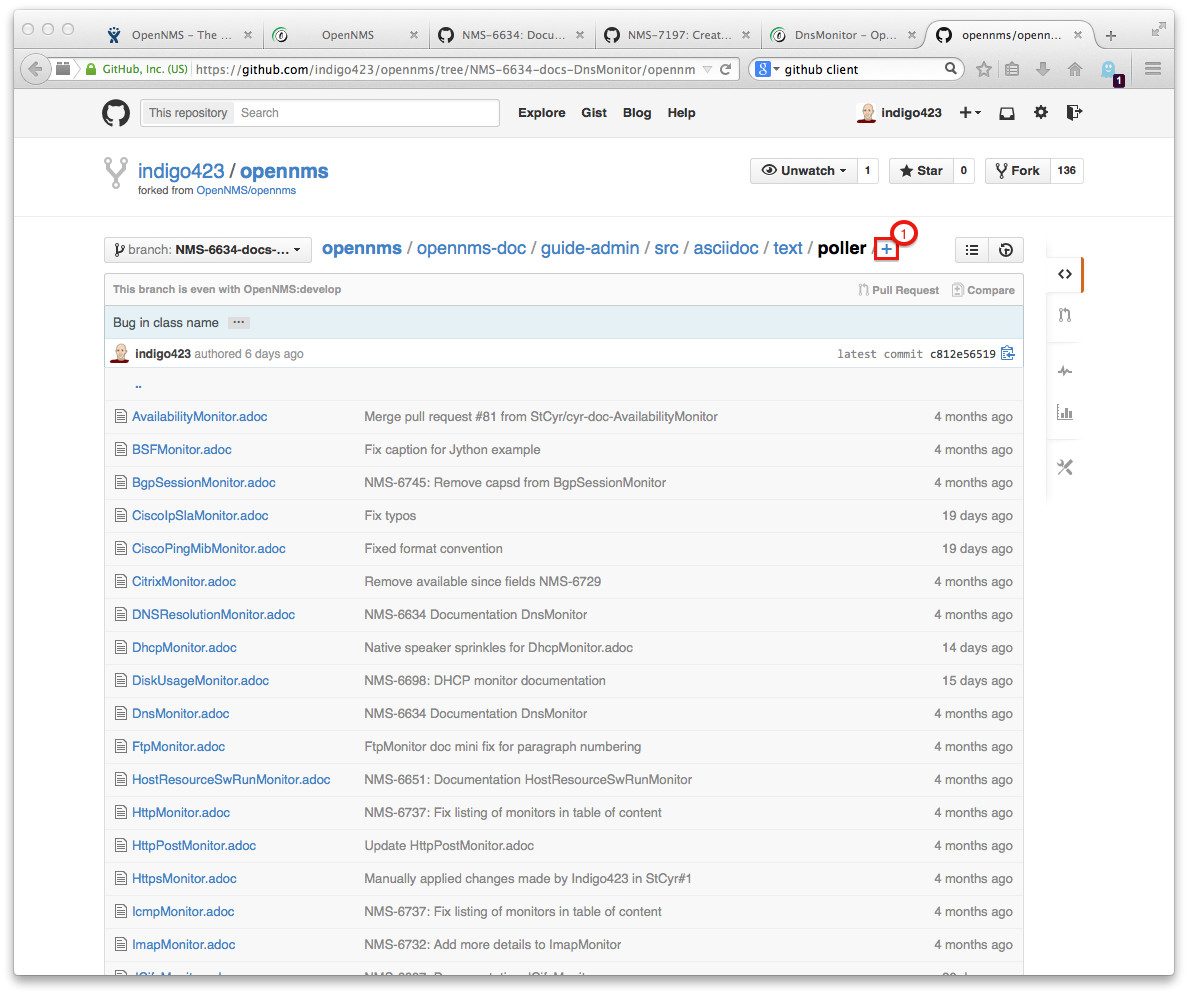 OpenNMS – The ...
OpenNMS
NMS-6634: Docu...
NMS-7197: Creat...
DnsMonitor – Op...
opennms/openn...
GitHub, Inc. (US)
https://github.com/indigo423/opennms/tree/NMS-6634-docs-DnsMonitor/opennm
8
github client
1
This repository
Search
Explore
Gist
Blog
Help
indigo423
indigo423 / opennms
forked from OpenNMS/opennms
Unwatch
1
Star
0
Fork
136
branch: NMS-6634-docs-...
opennms / opennms-doc / guide-admin / src / asciidoc / text / poller / +
1
This branch is even with OpenNMS:develop
Pull Request
Compare
Bug in class name ...
indigo423 authored 6 days ago
latest commit c812e56519
..
AvailabilityMonitor.adoc Merge pull request #81 from StCyr/cyr-doc-AvailabilityMonitor 4 months ago
BSFMonitor.adoc Fix caption for Jython example 4 months ago
BgpSessionMonitor.adoc NMS-6745: Remove capsd from BgpSessionMonitor 4 months ago
CiscoIpSlaMonitor.adoc Fix typos 19 days ago
CiscoPingMibMonitor.adoc Fixed format convention 19 days ago
CitrixMonitor.adoc Remove available since fields NMS-6729 4 months ago
DNSResolutionMonitor.adoc NMS-6634 Documentation DnsMonitor 4 months ago
DhcpMonitor.adoc Native speaker sprinkles for DhcpMonitor.adoc 14 days ago
DiskUsageMonitor.adoc NMS-6698: DHCP monitor documentation 15 days ago
DnsMonitor.adoc NMS-6634 Documentation DnsMonitor 4 months ago
FtpMonitor.adoc FtpMonitor doc mini fix for paragraph numbering 4 months ago
HostResourceSwRunMonitor.adoc NMS-6651: Documentation HostResourceSwRunMonitor 4 months ago
HttpMonitor.adoc NMS-6737: Fix listing of monitors in table of content 4 months ago
HttpPostMonitor.adoc Update HttpPostMonitor.adoc 4 months ago
HttpsMonitor.adoc Manually applied changes made by Indigo423 in StCyr#1 4 months ago
IcmpMonitor.adoc NMS-6737: Fix listing of monitors in table of content 4 months ago
ImapMonitor.adoc NMS-6732: Add more details to ImapMonitor 4 months ago